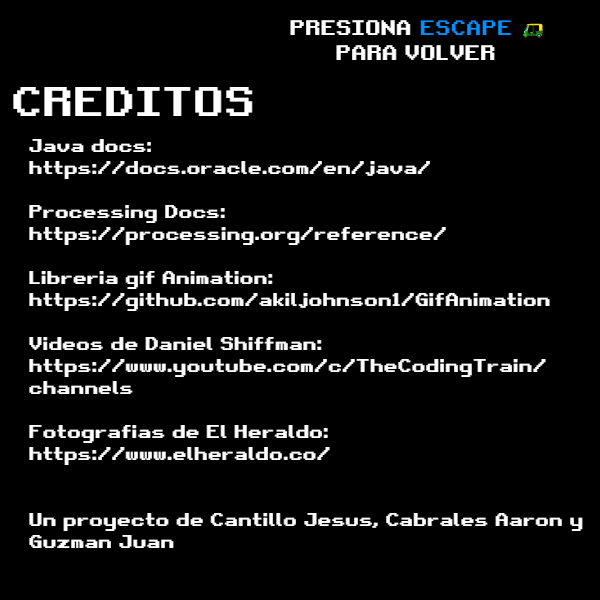 PRESIONA ESCAPE
PARA VOLVER
CREDITOS
Java docs:
https://docs.oracle.com/en/java/
Processing Docs:
https://processing.org/reference/
Libreria gif Animation:
https://github.com/akiljohnson1/GifAnimation
Videos de Daniel Shiffman:
https://www.youtube.com/c/TheCodingTrain/
channels
Fotografias de El Heraldo:
https://www.elheraldo.co/
Un proyecto de Cantillo Jesus, Cabrales Aaron y
Guzman Juan